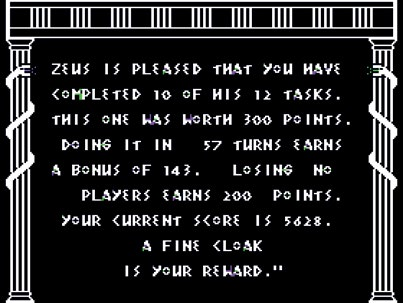 ZEUS IS PLEASED THAT YOU HAVE
COMPLETED 10 OF HIS 12 TASKS.
THIS ONE WAS WORTH 300 POINTS.
DOING IT IN 57 TURNS EARNS
A BONUS OF 143. LOSING NO
PLAYERS EARNS 200 POINTS.
YOUR CURRENT SCORE IS 5628.
A FINE CLOAK
IS YOUR REWARD."